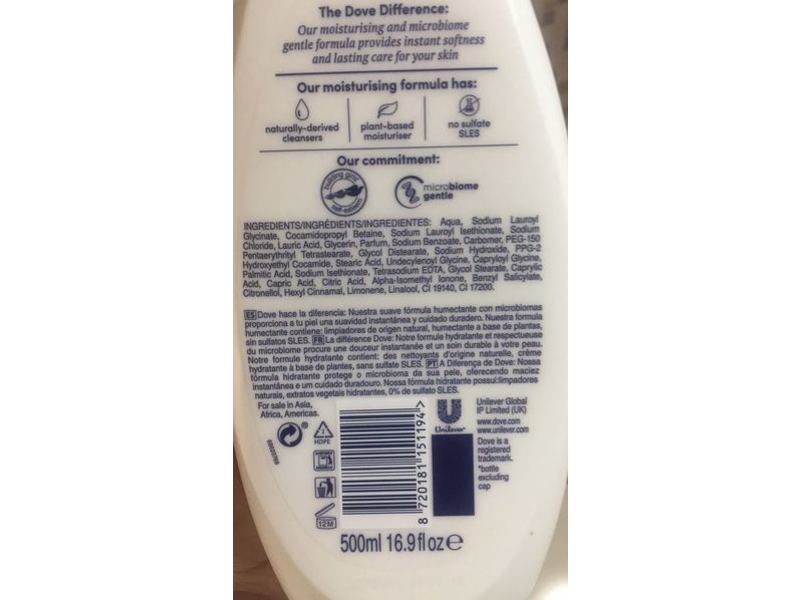 The Dove Difference:
Our moisturising and microbiome
gentle formula provides instant softness
and lasting care for your skin
Our moisturising formula has:
naturally-derived
cleansers
plant-based
moisturiser
no sulfate
SLES
Our commitment:
building girls'
self-esteem
microbiome
gentle
INGREDIENTS/INGRÉDIENTS/INGREDIENTES: Aqua, Sodium Lauroyl
Glycinate, Cocamidopropyl Betaine, Sodium Lauroyl Isethionate, Sodium
Chloride, Lauric Acid, Glycerin, Parfum, Sodium Benzoate, Carbomer, PEG-150
Pentaerythrityl Tetrastearate, Glycol Distearate, Sodium Hydroxide, PPG-2
Hydroxyethyl Cocamide, Stearic Acid, Undecylenoyl Glycine, Capryloyl Glycine,
Palmitic Acid, Sodium Isethionate, Tetrasodium EDTA, Glycol Stearate, Caprylic
Acid, Capric Acid, Citric Acid, Alpha-Isomethyl Ionone, Benzyl Salicylate,
Citronellol, Hexyl Cinnamal, Limonene, Linalool, CI 19140, CI 17200.
ES Dove hace la diferencia: Nuestra suave fórmula humectante con microbiomas
proporciona a tu piel una suavidad instantánea y cuidado duradero. Nuestra formula
humectante contiene: limpiadores de origen natural, humectante a base de plantas,
sin sulfatos SLES. FR La différence Dove: Notre formule hydratante et respectueuse
du microbiome procure une douceur instantanée et un soin durable à votre peau.
Notre formule hydratante contient: des nettoyants d'origine naturelle, crème
hydratante à base de plantes, sans sulfate SLES. PT A Diferença de Dove: Nossa
fórmula hidratante protege o microbioma da sua pele, oferecendo maciez
instantânea e um cuidado duradouro. Nossa fórmula hidratante possui:limpadores
naturais, extratos vegetais hidratantes, 0% de sulfato SLES.
For sale in Asia,
Africa, Americas.
2
HDPE
12M
8 720181 151194 >
Unilever
Unilever Global
IP Limited (UK)
www.dove.com
www.unilever.com
Dove is a
registered
trademark.
*bottle
excluding
cap
500ml 16.9fl oz e